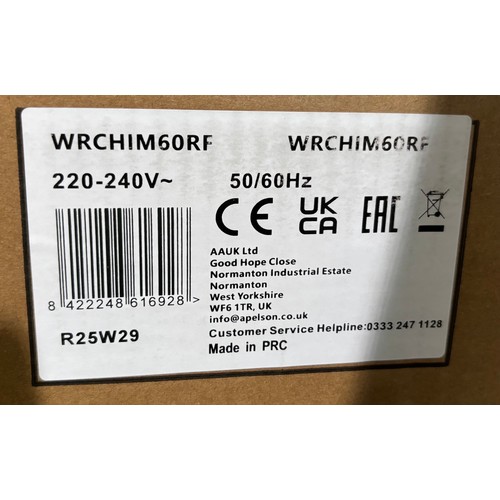 WRCHIM60RF WRCHIM60RF
220-240V~ 50/60Hz
CE UK CA EAC
AAUK Ltd
Good Hope Close
Normanton Industrial Estate
Normanton
West Yorkshire
WF6 1TR, UK
info@apelson.com
8 422248 616928 >
Customer Service Helpline:0333 247 1128
R25W29
Made in PRC